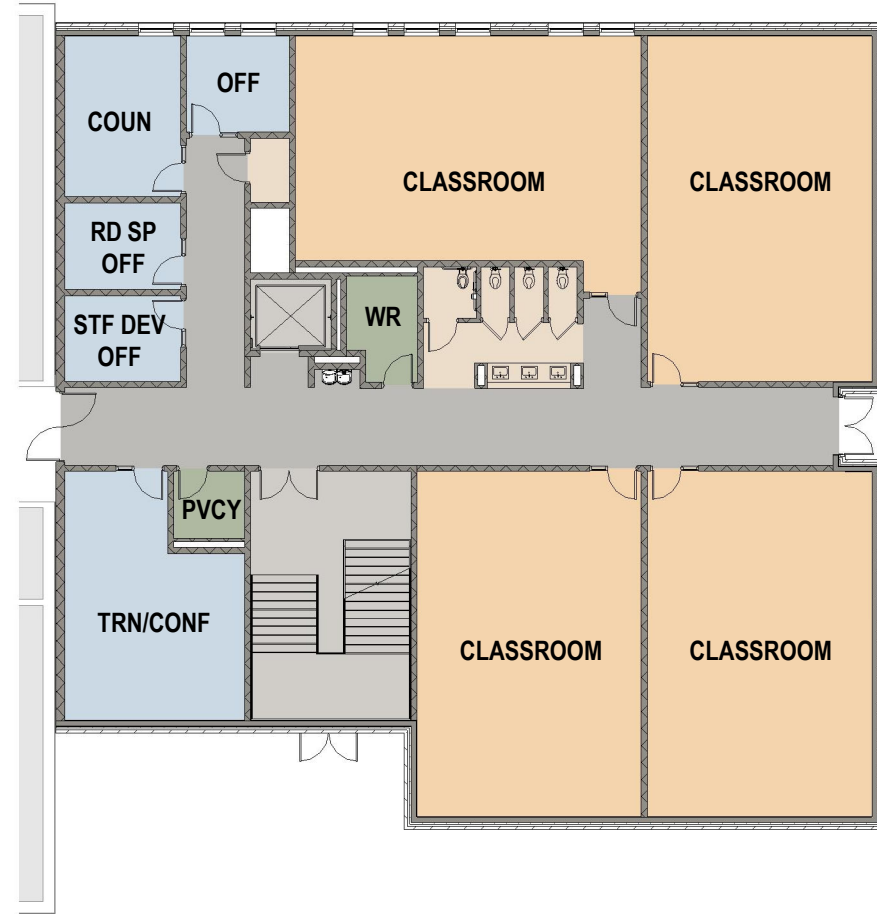 OFF
COUN
CLASSROOM
CLASSROOM
RD SP
OFF
STF DEV
OFF
WR
PVCY
TRN/CONF
CLASSROOM
CLASSROOM